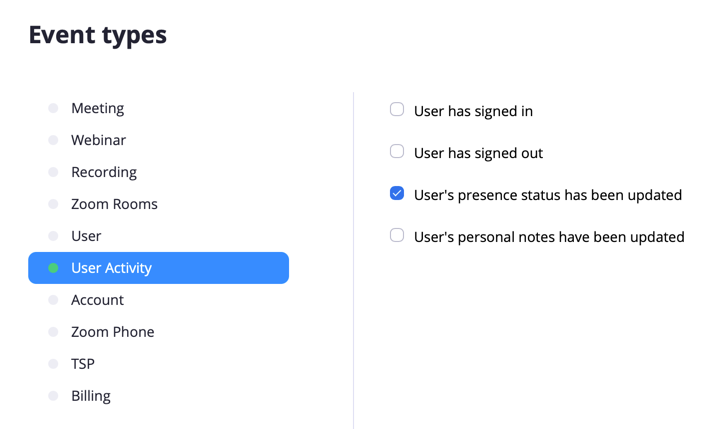 Event types
Meeting
Webinar
Recording
Zoom Rooms
User
User Activity
Account
Zoom Phone
TSP
Billing
User has signed in
User has signed out
User's presence status has been updated
User's personal notes have been updated